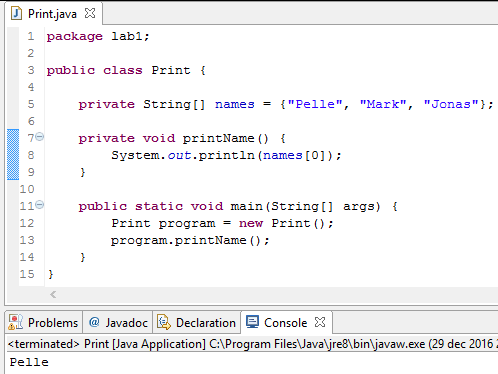 Print.java
1 package lab1;
2
3 public class Print {
4
5     private String[] names = {"Pelle", "Mark", "Jonas"};
6
7     private void printName() {
8         System.out.println(names[0]);
9     }
10
11     public static void main(String[] args) {
12         Print program = new Print();
13         program.printName();
14     }
15 }
Problems @ Javadoc Declaration Console
<terminated> Print [Java Application] C:\Program Files\Java\jre8\bin\javaw.exe (29 dec 2016
Pelle